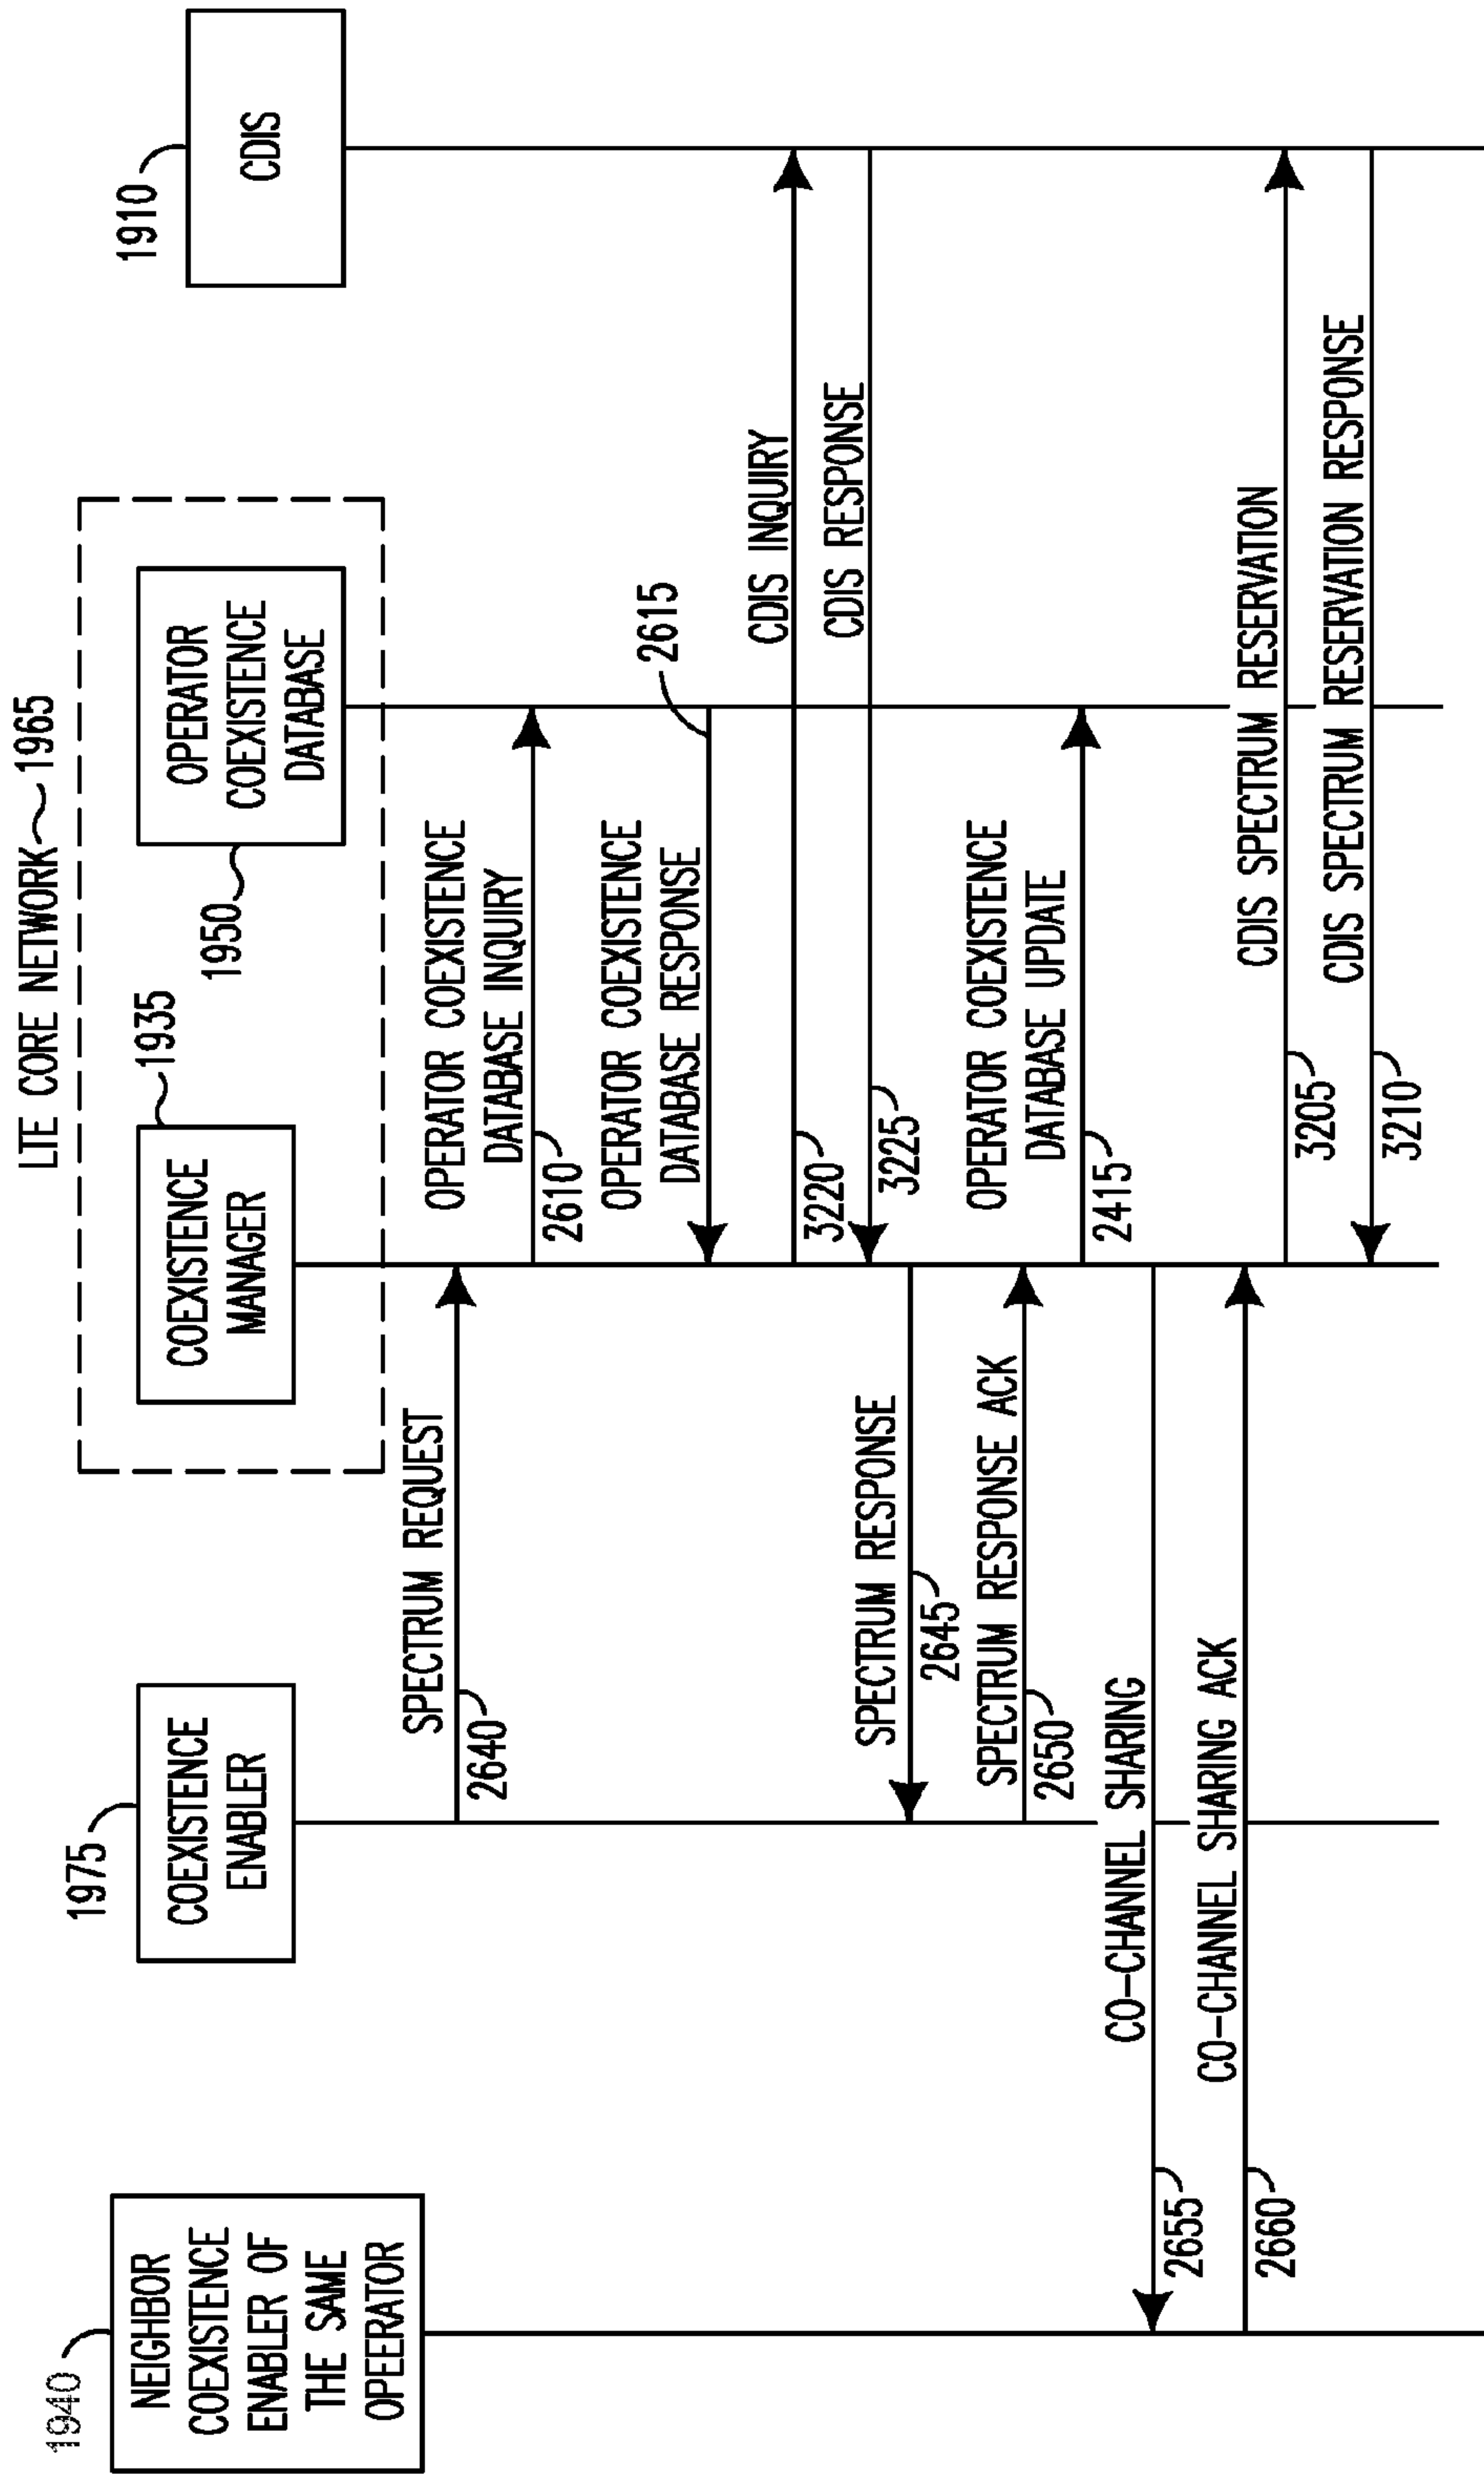 LTE CORE NETWORK
1965
1940
NEIGHBOR
COEXISTENCE
ENABLER OF
THE SAME
OPEERATOR
1975
COEXISTENCE
ENABLER
1935
COEXISTENCE
MANAGER
1950
OPERATOR
COEXISTENCE
DATABASE
1910
CDIS
SPECTRUM REQUEST
2640
OPERATOR COEXISTENCE
DATABASE INQUIRY
2610
OPERATOR COEXISTENCE
DATABASE RESPONSE
2615
CDIS INQUIRY
3220
CDIS RESPONSE
3225
SPECTRUM RESPONSE
2645
SPECTRUM RESPONSE ACK
2650
OPERATOR COEXISTENCE
DATABASE UPDATE
2415
CO-CHANNEL SHARING
2655
CO-CHANNEL SHARING ACK
2660
CDIS SPECTRUM RESERVATION
3205
CDIS SPECTRUM RESERVATION RESPONSE
3210